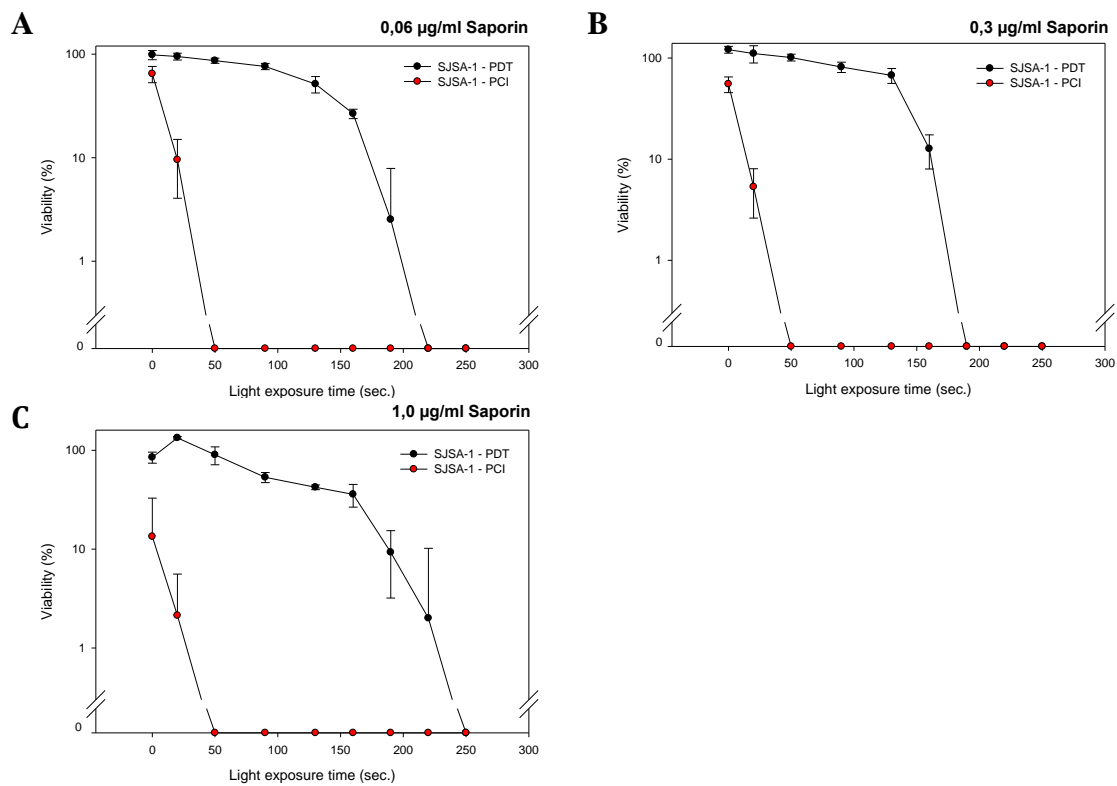 A
0,06 µg/ml Saporin
SJSA-1 - PDT
SJSA-1 - PCI
100
10
1
0
Viability (%)
0 50 100 150 200 250 300
Light exposure time (sec.)
B
0,3 µg/ml Saporin
SJSA-1 - PDT
SJSA-1 - PCI
100
10
1
0
Viability (%)
0 50 100 150 200 250 300
Light exposure time (sec.)
C
1,0 µg/ml Saporin
SJSA-1 - PDT
SJSA-1 - PCI
100
10
1
0
Viability (%)
0 50 100 150 200 250 300
Light exposure time (sec.)